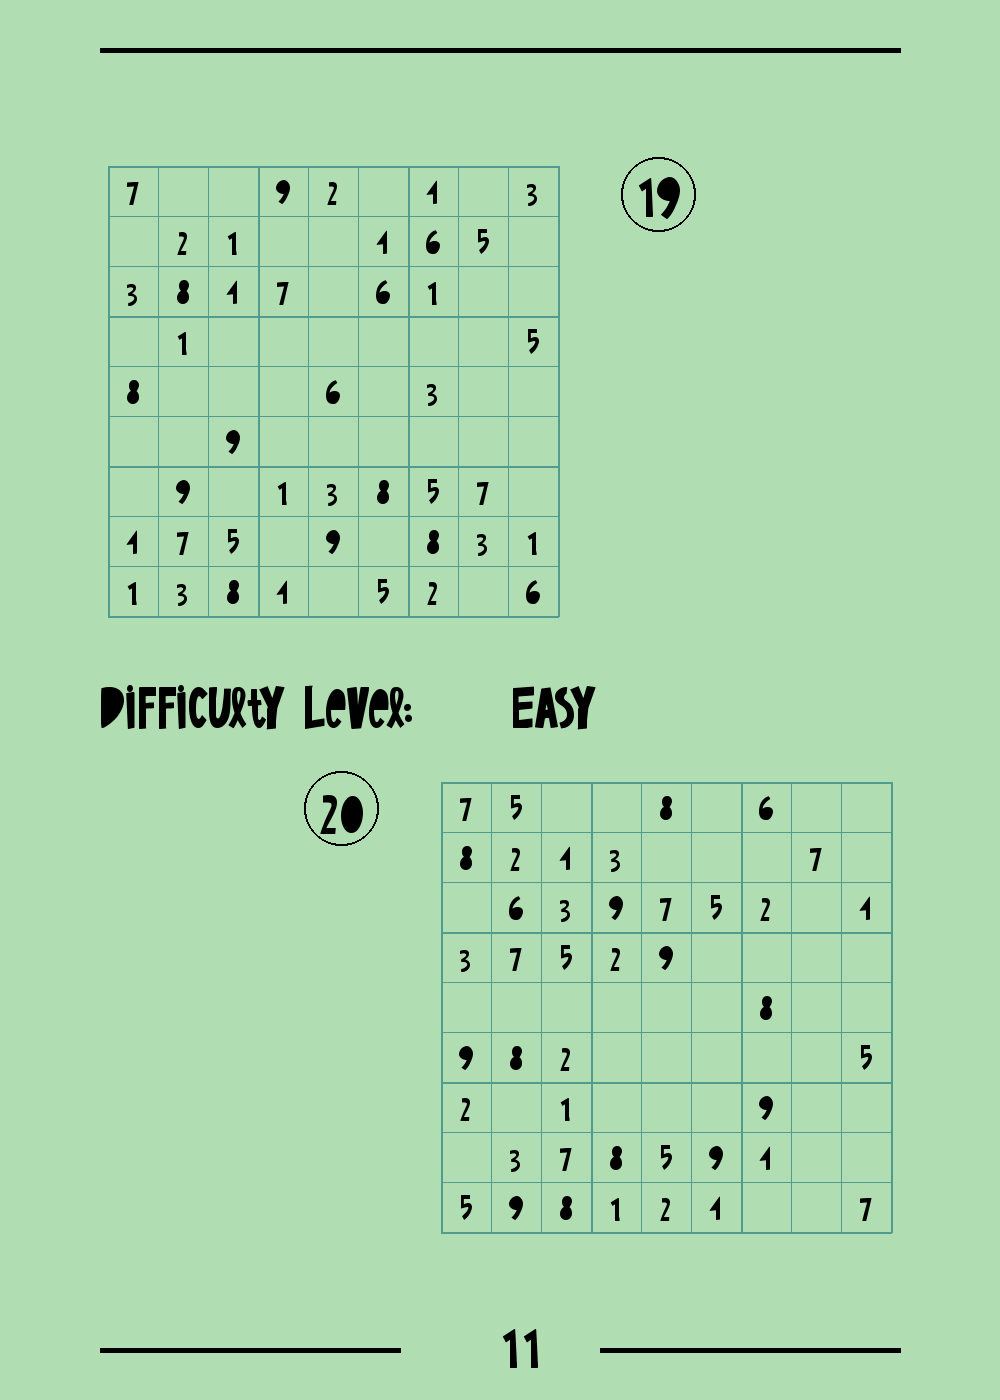 7 9 2 4 3
19
2 1 4 6 5
3 8 4 7 6 1
1 5
8 6 3
9
9 1 3 8 5 7
4 7 5 9 8 3 1
1 3 8 4 5 2 6
Difficulty Level: EASY
20
7 5 8 6
8 2 4 3 7
6 3 9 7 5 2 4
3 7 5 2 9
8
9 8 2 5
2 1 9
3 7 8 5 9 4
5 9 8 1 2 4 7
11